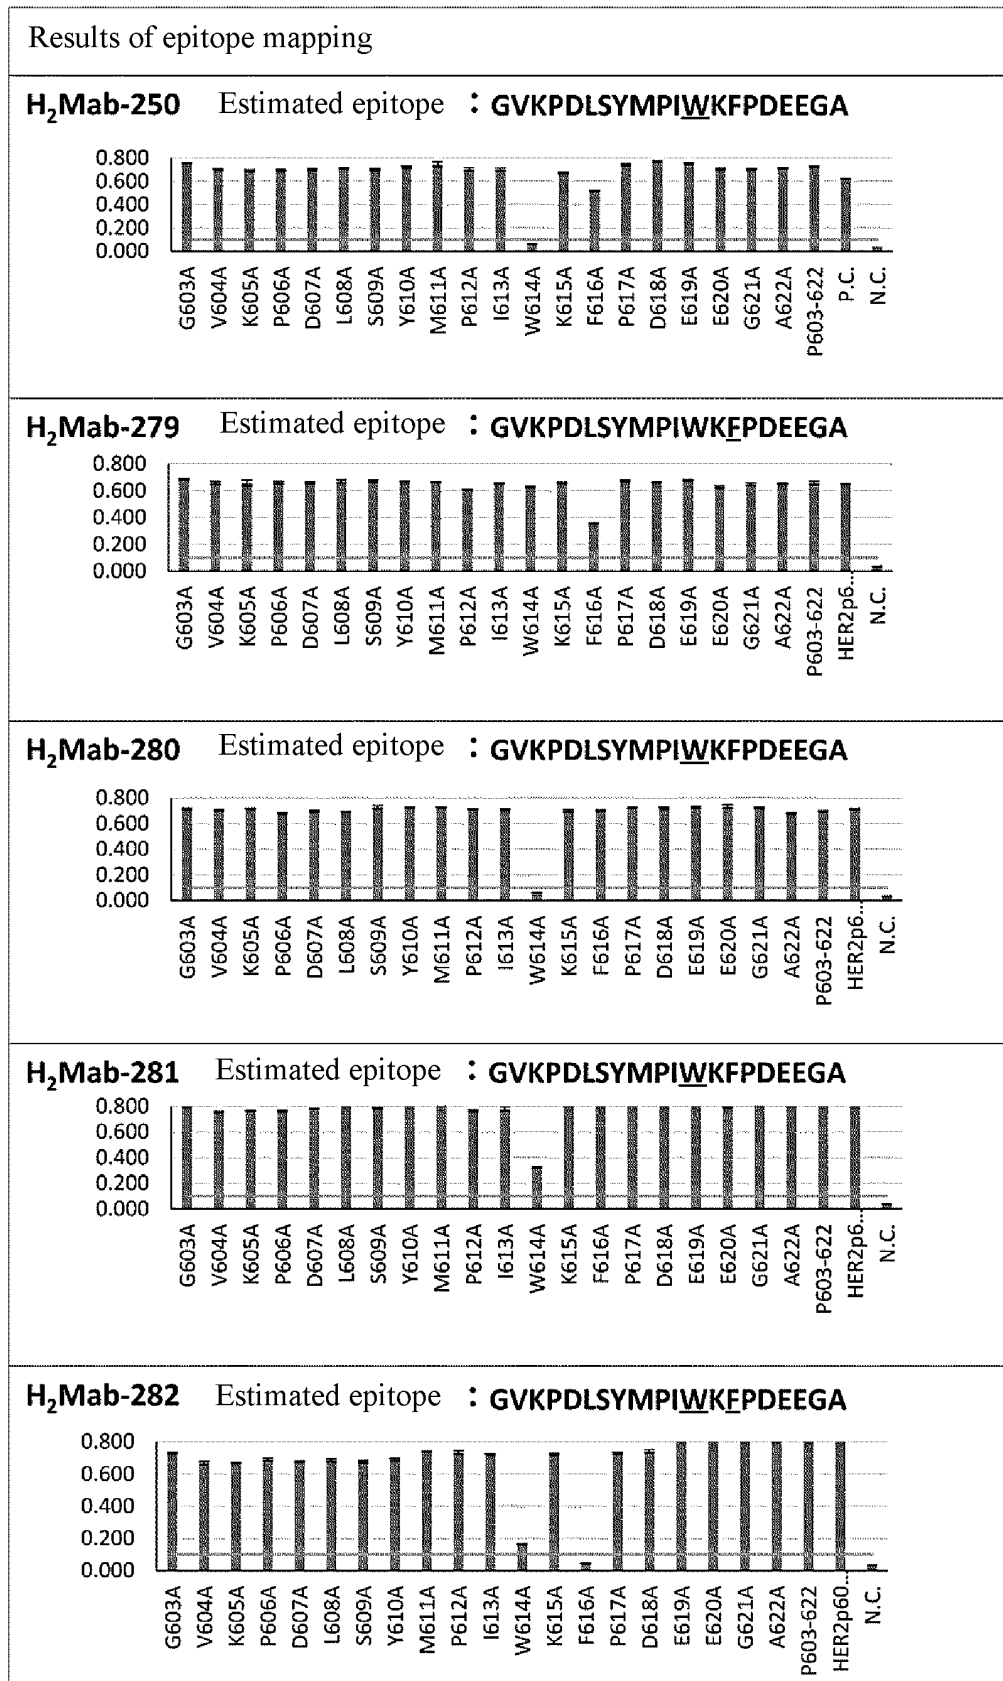 Results of epitope mapping
H₂Mab-250 Estimated epitope : GVKPDLSYMPIWKFPDEEGA
0.800
0.600
0.400
0.200
0.000
G603A V604A K605A P606A D607A L608A S609A Y610A M611A P612A I613A W614A K615A F616A P617A D618A E619A E620A G621A A622A P603-622 P.C. N.C.
H₂Mab-279 Estimated epitope : GVKPDLSYMPIWKFPDEEGA
0.800
0.600
0.400
0.200
0.000
G603A V604A K605A P606A D607A L608A S609A Y610A M611A P612A I613A W614A K615A F616A P617A D618A E619A E620A G621A A622A P603-622 HER2p6... N.C.
H₂Mab-280 Estimated epitope : GVKPDLSYMPIWKFPDEEGA
0.800
0.600
0.400
0.200
0.000
G603A V604A K605A P606A D607A L608A S609A Y610A M611A P612A I613A W614A K615A F616A P617A D618A E619A E620A G621A A622A P603-622 HER2p6... N.C.
H₂Mab-281 Estimated epitope : GVKPDLSYMPIWKFPDEEGA
0.800
0.600
0.400
0.200
0.000
G603A V604A K605A P606A D607A L608A S609A Y610A M611A P612A I613A W614A K615A F616A P617A D618A E619A E620A G621A A622A P603-622 HER2p6... N.C.
H₂Mab-282 Estimated epitope : GVKPDLSYMPIWKFPDEEGA
0.800
0.600
0.400
0.200
0.000
G603A V604A K605A P606A D607A L608A S609A Y610A M611A P612A I613A W614A K615A F616A P617A D618A E619A E620A G621A A622A P603-622 HER2p60... N.C.